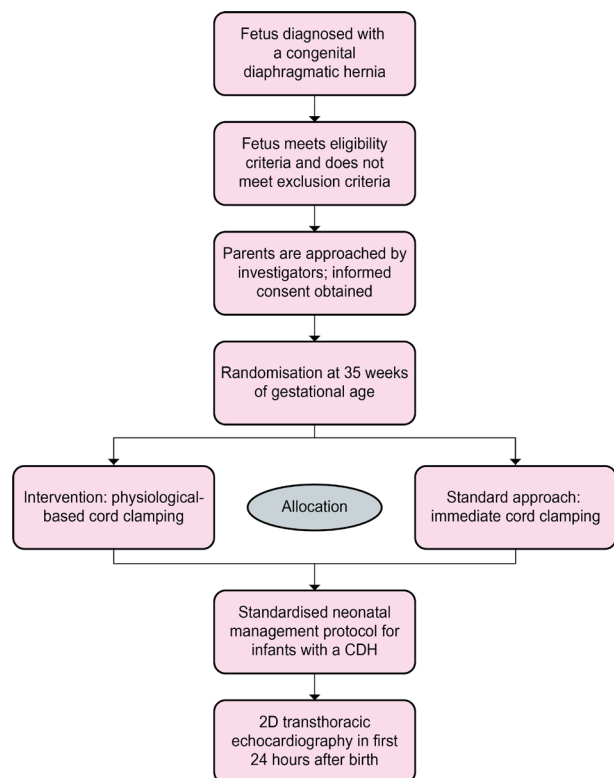 Fetus diagnosed with
a congenital
diaphragmatic hernia
Fetus meets eligibility
criteria and does not
meet exclusion criteria
Parents are approached by
investigators; informed
consent obtained
Randomisation at 35 weeks
of gestational age
Intervention: physiological-
based cord clamping
Allocation
Standard approach:
immediate cord clamping
Standardised neonatal
management protocol for
infants with a CDH
2D transthoracic
echocardiography in first
24 hours after birth